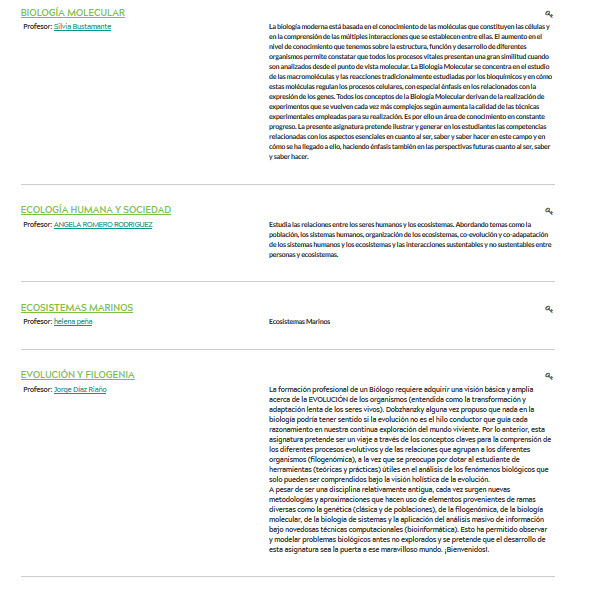 BIOLOGÍA MOLECULAR
Profesor: Silvia Bustamante
La biología moderna está basada en el conocimiento de las moléculas que constituyen las células y
en la comprensión de las múltiples interacciones que se establecen entre ellas. El aumento en el
nivel de conocimiento que tenemos sobre la estructura, función y desarrollo de diferentes
organismos permite constatar que todos los procesos vitales presentan una gran similitud cuando
son analizados desde el punto de vista molecular. La Biología Molecular se concentra en el estudio
de las macromoléculas y las reacciones tradicionalmente estudiadas por los bioquímicos y en cómo
estas moléculas regulan los procesos celulares, con especial énfasis en los relacionados con la
expresión de los genes. Todos los conceptos de la Biología Molecular derivan de la realización de
experimentos que se vuelven cada vez más complejos según aumenta la calidad de las técnicas
experimentales empleadas para su realización. Es por ello un área de conocimiento en constante
progreso. La presente asignatura pretende ilustrar y generar en los estudiantes las competencias
relacionadas con los aspectos esenciales en cuanto al ser, saber y saber hacer en este campo y en
cómo se ha llegado a ello, haciendo énfasis también en las perspectivas futuras cuanto al ser, saber
y saber hacer.
ECOLOGÍA HUMANA Y SOCIEDAD
Profesor: ANGELA ROMERO RODRIGUEZ
Estudia las relaciones entre los seres humanos y los ecosistemas. Abordando temas como la
población, los sistemas humanos, organización de los ecosistemas, co-evolución y co-adapatación
de los sistemas humanos y los ecosistemas y las interacciones sustentables y no sustentables entre
personas y ecosistemas.
ECOSISTEMAS MARINOS
Profesor: helena peña
Ecosistemas Marinos
EVOLUCIÓN Y FILOGENIA
Profesor: Jorge Díaz Riaño
La formación profesional de un Biólogo requiere adquirir una visión básica y amplia
acerca de la EVOLUCIÓN de los organismos (entendida como la transformación y
adaptación lenta de los seres vivos). Dobzhanzky alguna vez propuso que nada en la
biología podría tener sentido si la evolución no es el hilo conductor que guía cada
razonamiento en nuestra continua exploración del mundo viviente. Por lo anterior, esta
asignatura pretende ser un viaje a través de los conceptos claves para la comprensión de
los diferentes procesos evolutivos y de las relaciones que agrupan a los diferentes
organismos (filogenómica), a la vez que se preocupa por dotar al estudiante de
herramientas (teóricas y prácticas) útiles en el análisis de los fenómenos biológicos que
solo pueden ser comprendidos bajo la visión holística de la evolución.
A pesar de ser una disciplina relativamente antigua, cada vez surgen nuevas
metodologías y aproximaciones que hacen uso de elementos provenientes de ramas
diversas como la genética (clásica y de poblaciones), de la filogenómica, de la biología
molecular, de la biología de sistemas y la aplicación del análisis masivo de información
bajo novedosas técnicas computacionales (bioinformática). Esto ha permitido observar
y modelar problemas biológicos antes no explorados y se pretende que el desarrollo de
esta asignatura sea la puerta a ese maravilloso mundo. ¡Bienvenidos!.